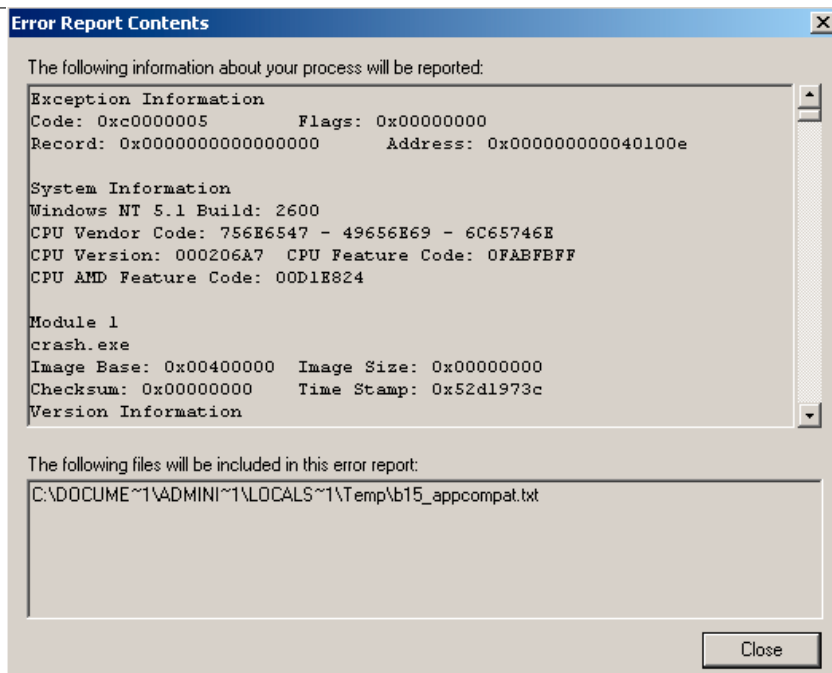 Error Report Contents
The following information about your process will be reported:
Exception Information
Code: 0xc0000005 Flags: 0x00000000
Record: 0x0000000000000000 Address: 0x000000000040100e
System Information
Windows NT 5.1 Build: 2600
CPU Vendor Code: 756E6547 - 49656E69 - 6C65746E
CPU Version: 000206A7 CPU Feature Code: 0FABFBFF
CPU AMD Feature Code: 00D1E824
Module 1
crash.exe
Image Base: 0x00400000 Image Size: 0x00000000
Checksum: 0x00000000 Time Stamp: 0x52d1973c
Version Information
The following files will be included in this error report:
C:\DOCUME~1\ADMINI~1\LOCALS~1\Temp\b15_appcompat.txt
Close